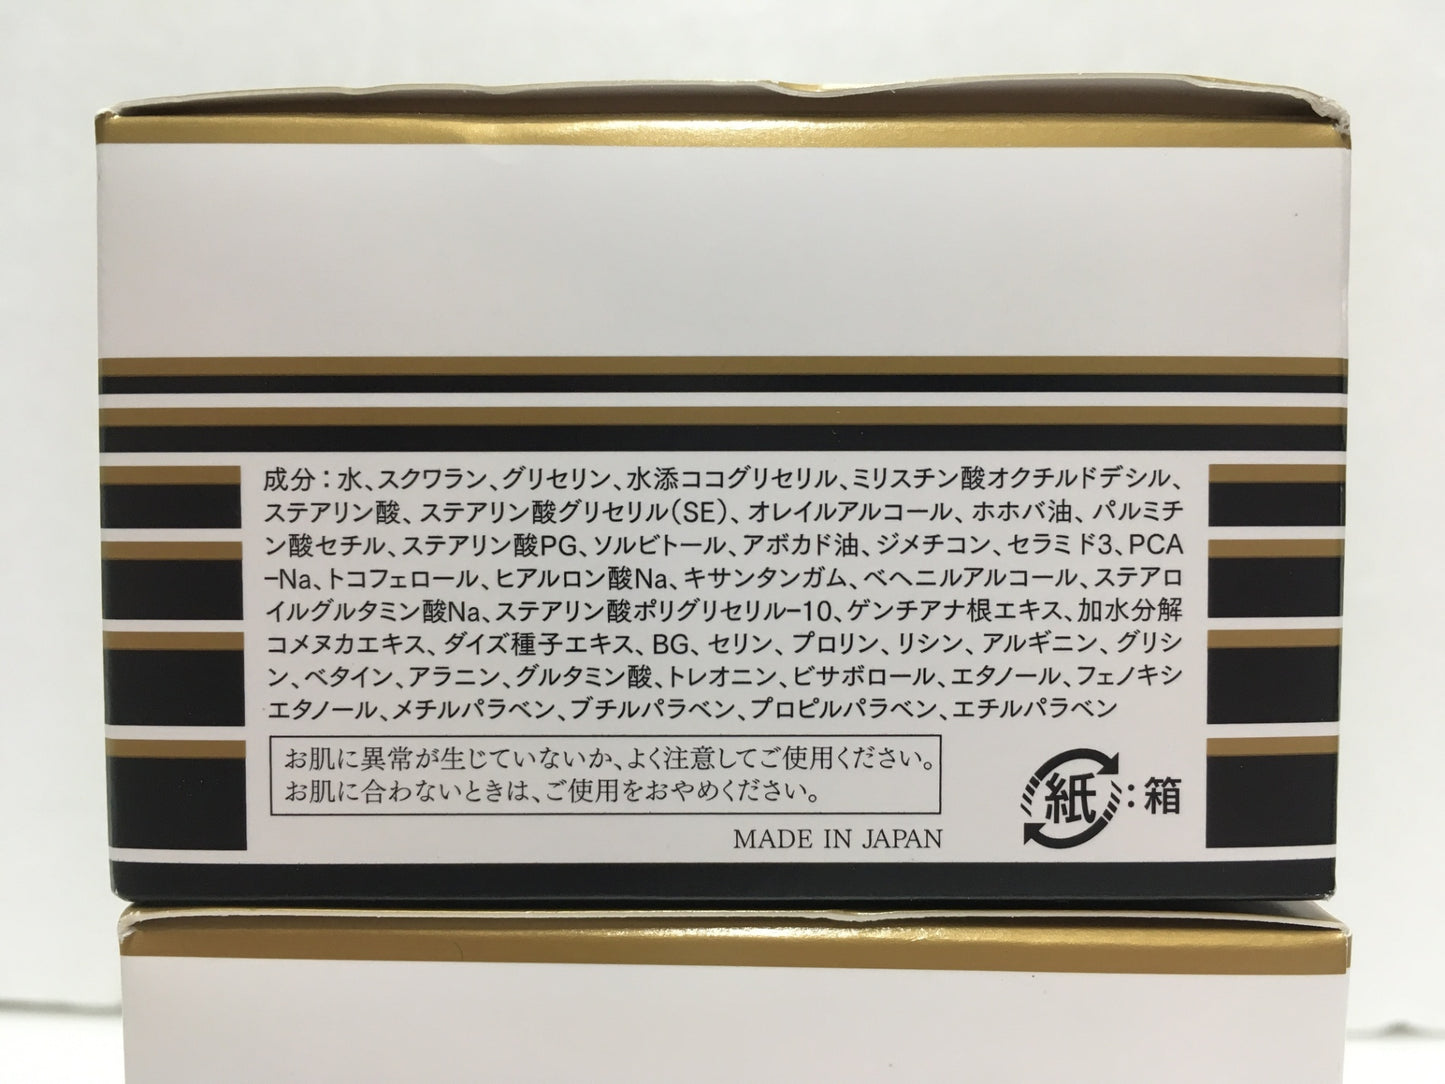 成分：水、スクワラン、グリセリン、水添ココグリセリル、ミリスチン酸オクチルドデシル、
ステアリン酸、ステアリン酸グリセリル(SE)、オレイルアルコール、ホホバ油、パルミチ
ン酸セチル、ステアリン酸PG、ソルビトール、アボカド油、ジメチコン、セラミド3、PCA
-Na、トコフェロール、ヒアルロン酸Na、キサンタンガム、ベヘニルアルコール、ステアロ
イルグルタミン酸Na、ステアリン酸ポリグリセリル-10、ゲンチアナ根エキス、加水分解
コメヌカエキス、ダイズ種子エキス、BG、セリン、プロリン、リシン、アルギニン、グリシ
ン、ベタイン、アラニン、グルタミン酸、トレオニン、ビサボロール、エタノール、フェノキシ
エタノール、メチルパラベン、ブチルパラベン、プロピルパラベン、エチルパラベン
お肌に異常が生じていないか、よく注意してご使用ください。
お肌に合わないときは、ご使用をおやめください。
紙：箱
MADE IN JAPAN